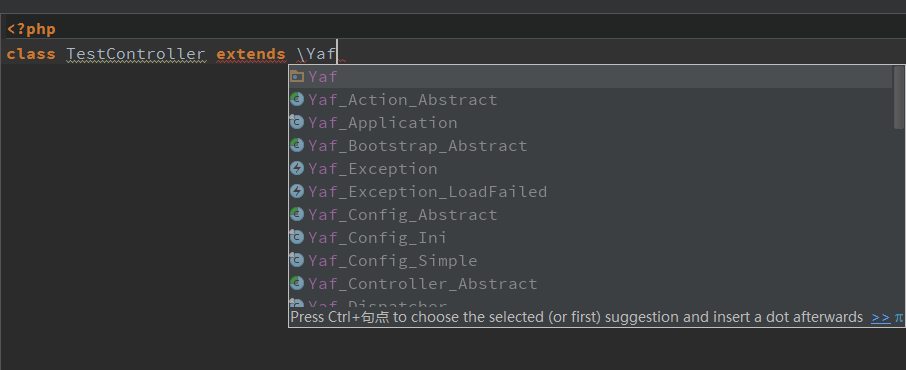 <?php
class TestController extends \Yaf
Yaf
Yaf_Action_Abstract
Yaf_Application
Yaf_Bootstrap_Abstract
Yaf_Exception
Yaf_Exception_LoadFailed
Yaf_Config_Abstract
Yaf_Config_Ini
Yaf_Config_Simple
Yaf_Controller_Abstract
Yaf_Dispatcher
Press Ctrl+句点 to choose the selected (or first) suggestion and insert a dot afterwards >> π